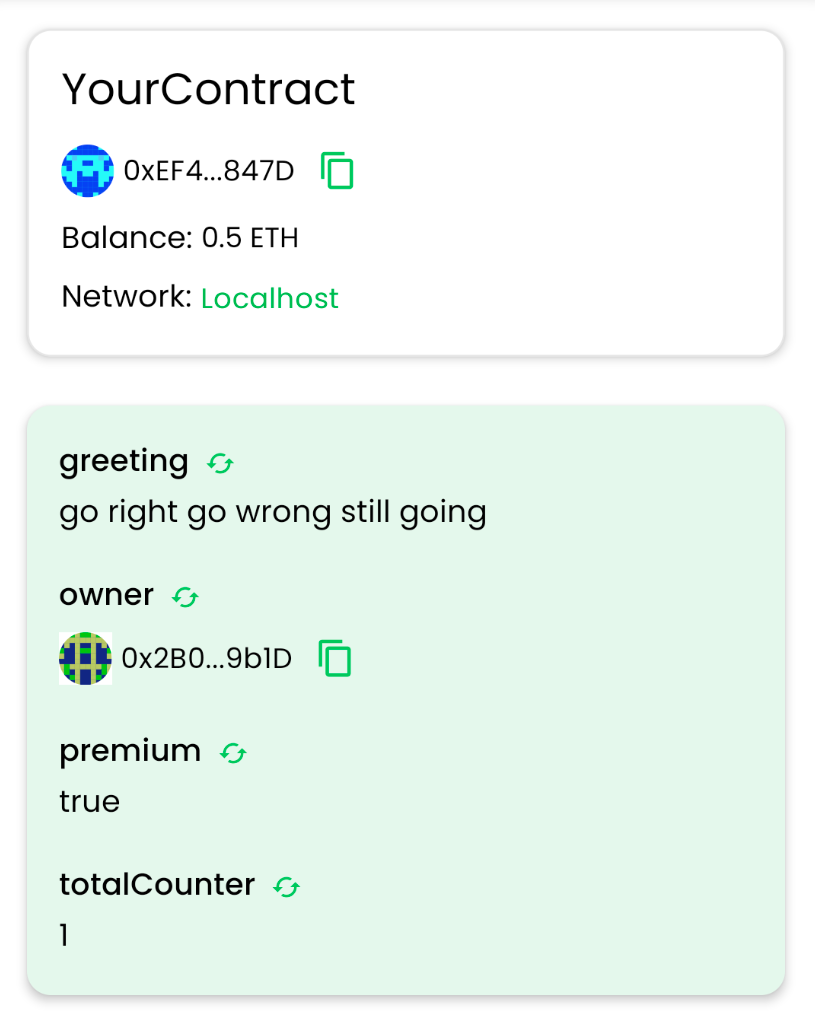 YourContract
0xEF4...847D
Balance: 0.5 ETH
Network: Localhost
greeting
go right go wrong still going
owner
0x2B0...9b1D
premium
true
totalCounter
1